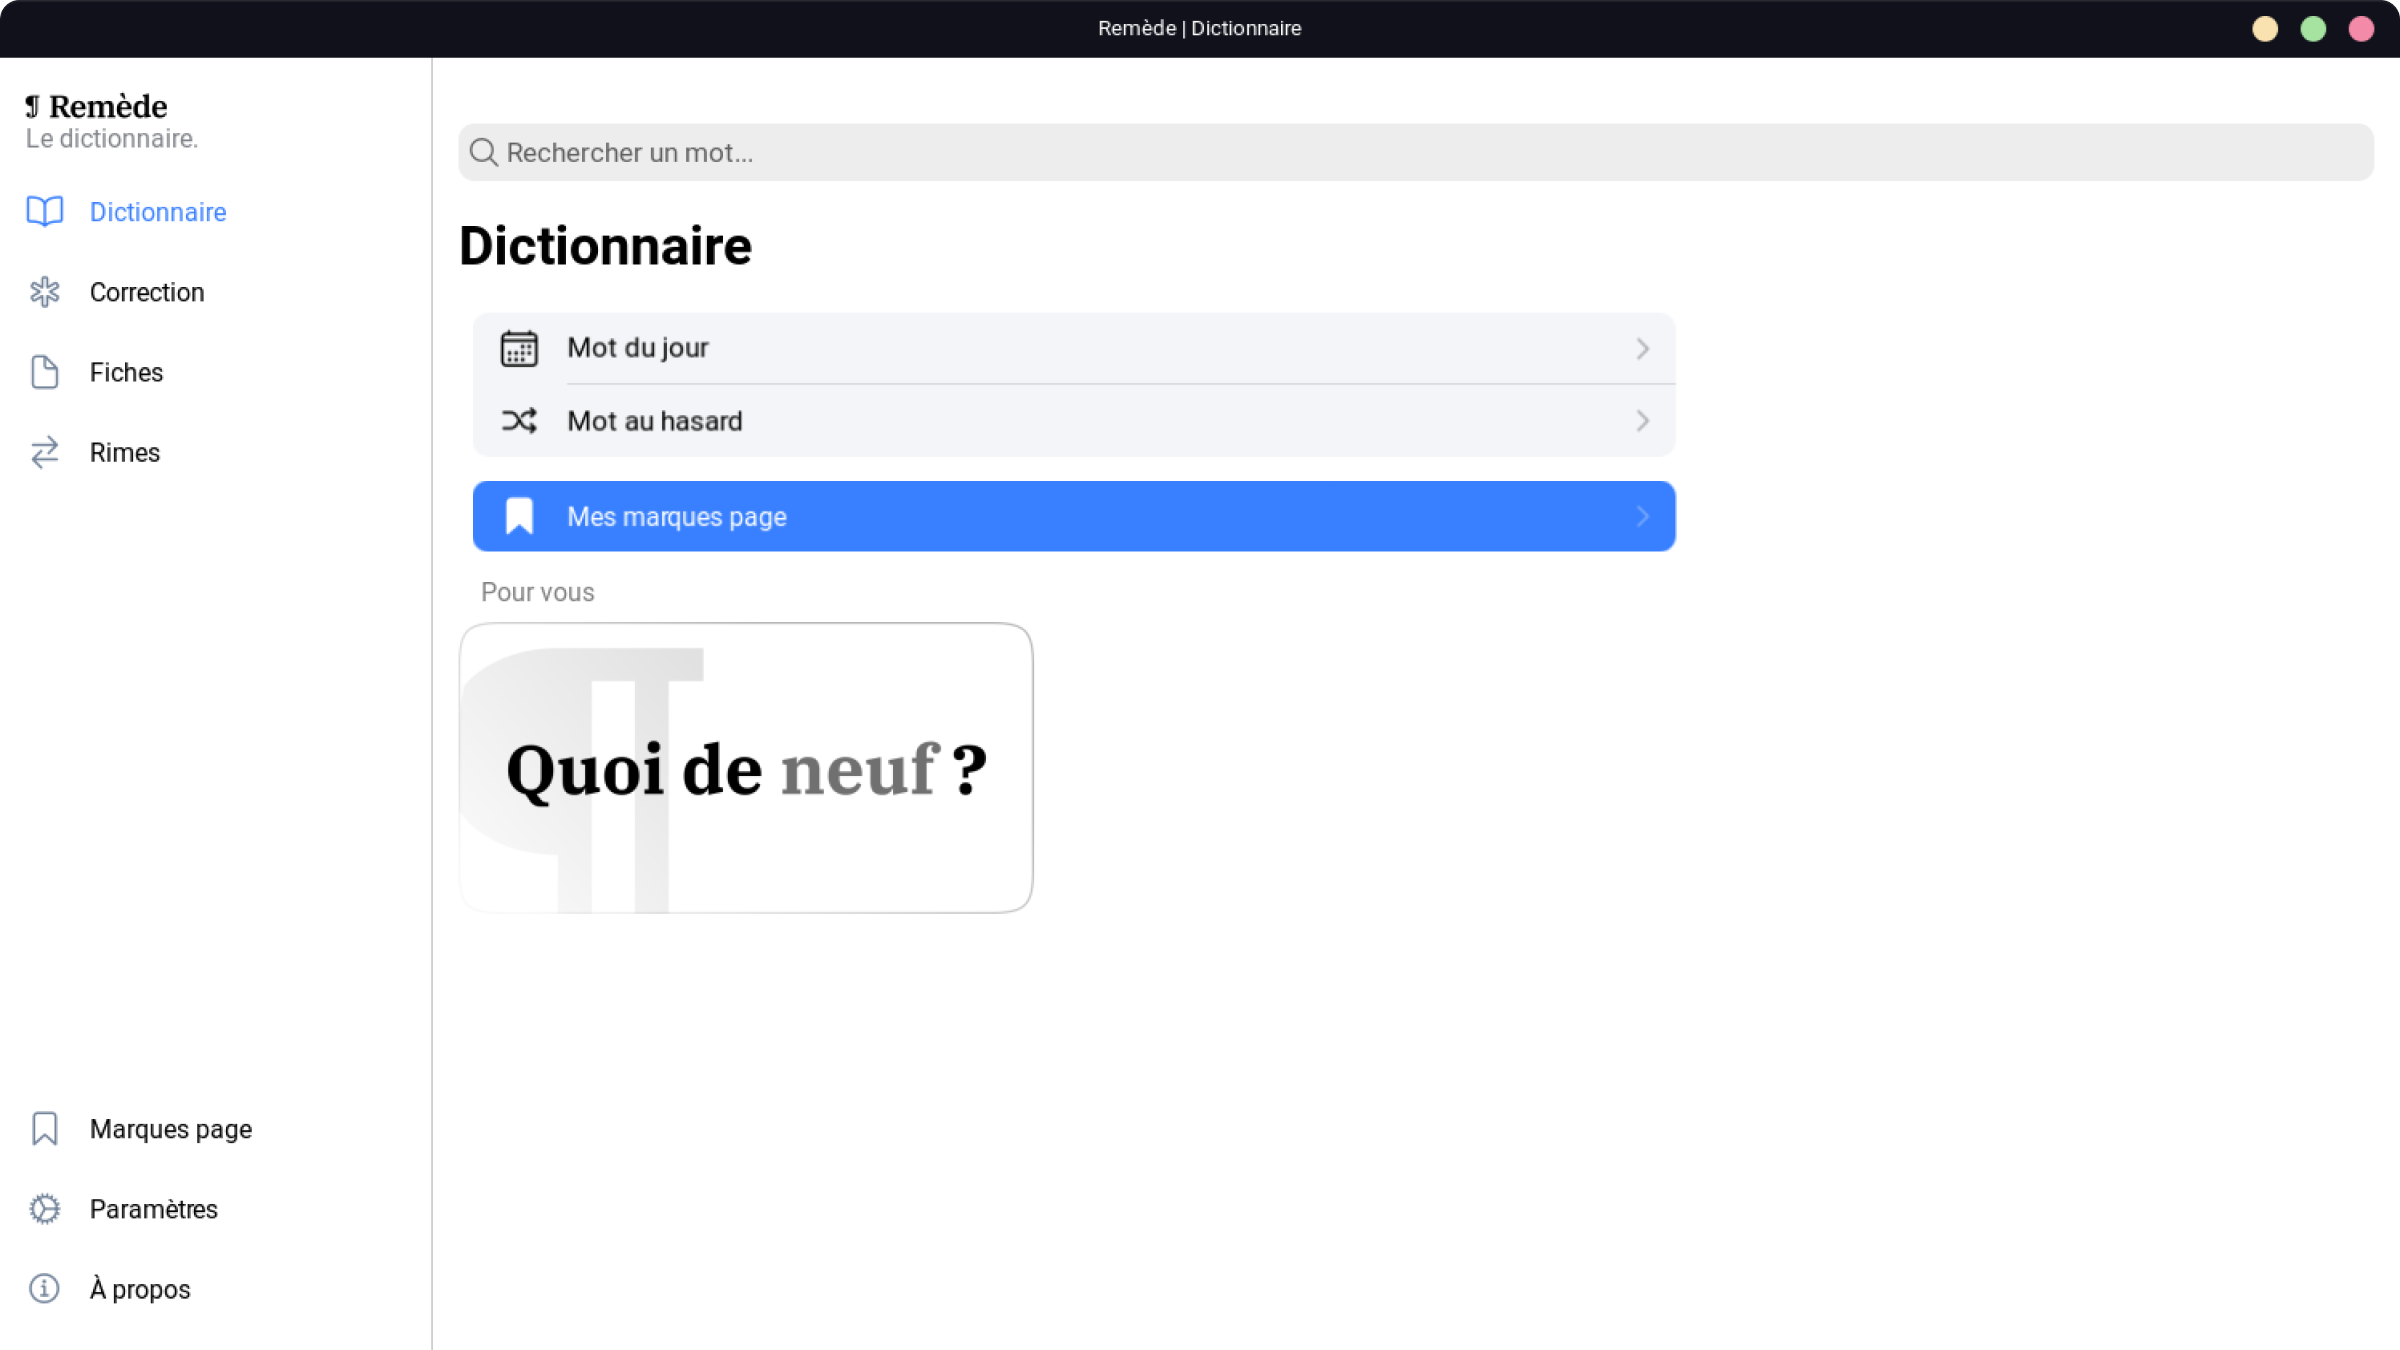 Remède | Dictionnaire
¶ Remède
Le dictionnaire.
Dictionnaire
Correction
Fiches
Rimes
Marques page
Paramètres
À propos
Rechercher un mot...
Dictionnaire
Mot du jour
Mot au hasard
Mes marques page
Pour vous
¶
Quoi de neuf ?